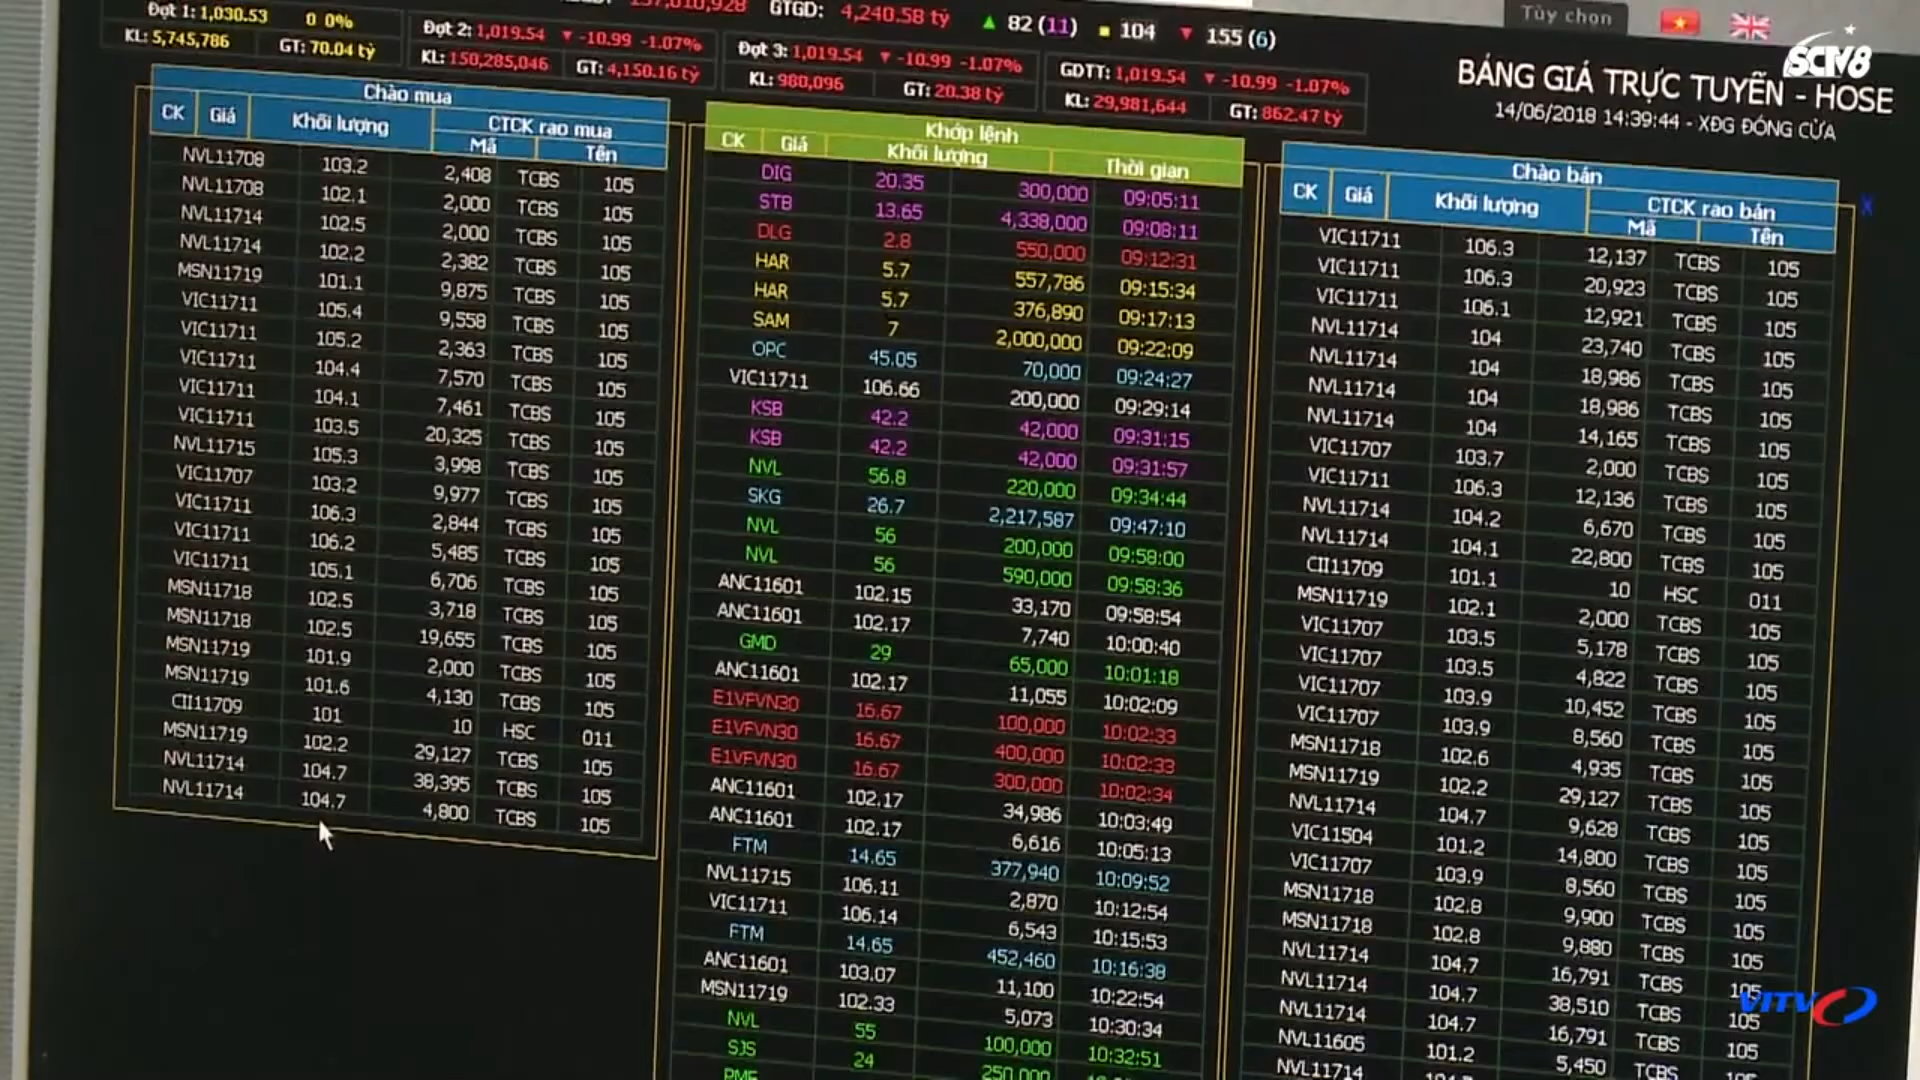 4,240.58 tỷ ▲ 82 (11) ■ 104 ▼ 155 (6)
Tùy chọn
SCTV8
Đợt 1: 1,030.53 0 0%
KL: 5,745,786 GT: 70.04 tỷ
Đợt 2: 1,019.54 ▼ -10.99 -1.07%
KL: 150,285,046 GT: 4,150.16 tỷ
Đợt 3: 1,019.54 ▼ -10.99 -1.07%
KL: 980,096 GT: 20.38 tỷ
GDTT: 1,019.54 ▼ -10.99 -1.07%
KL: 29,981,644 GT: 862.47 tỷ
BẢNG GIÁ TRỰC TUYẾN - HOSE
14/06/2018 14:39:44 - XĐG ĐÓNG CỬA
Chào mua
CK Giá Khối lượng CTCK rao mua
Mã Tên
NVL11708 103.2 2,408 TCBS 105
NVL11708 102.1 2,000 TCBS 105
NVL11714 102.5 2,000 TCBS 105
NVL11714 102.2 2,382 TCBS 105
MSN11719 101.1 9,875 TCBS 105
VIC11711 105.4 9,558 TCBS 105
VIC11711 105.2 2,363 TCBS 105
VIC11711 104.4 7,570 TCBS 105
VIC11711 104.1 7,461 TCBS 105
VIC11711 103.5 20,325 TCBS 105
NVL11715 105.3 3,998 TCBS 105
VIC11707 103.2 9,977 TCBS 105
VIC11711 106.3 2,844 TCBS 105
VIC11711 106.2 5,485 TCBS 105
VIC11711 105.1 6,706 TCBS 105
MSN11718 102.5 3,718 TCBS 105
MSN11718 102.5 19,655 TCBS 105
MSN11719 101.9 2,000 TCBS 105
MSN11719 101.6 4,130 TCBS 105
CII11709 101 10 HSC 011
MSN11719 102.2 29,127 TCBS 105
NVL11714 104.7 38,395 TCBS 105
NVL11714 104.7 4,800 TCBS 105
Khớp lệnh
CK Giá Khối lượng Thời gian
DIG 20.35 300,000 09:05:11
STB 13.65 4,338,000 09:08:11
DLG 2.8 550,000 09:12:31
HAR 5.7 557,786 09:15:34
HAR 5.7 376,890 09:17:13
SAM 7 2,000,000 09:22:09
OPC 45.05 70,000 09:24:27
VIC11711 106.66 200,000 09:29:14
KSB 42.2 42,000 09:31:15
KSB 42.2 42,000 09:31:57
NVL 56.8 220,000 09:34:44
SKG 26.7 2,217,587 09:47:10
NVL 56 200,000 09:58:00
NVL 56 590,000 09:58:36
ANC11601 102.15 33,170 09:58:54
ANC11601 102.17 7,740 10:00:40
GMD 29 65,000 10:01:18
ANC11601 102.17 11,055 10:02:09
E1VFVN30 16.67 100,000 10:02:33
E1VFVN30 16.67 400,000 10:02:33
E1VFVN30 16.67 300,000 10:02:34
ANC11601 102.17 34,986 10:03:49
ANC11601 102.17 6,616 10:05:13
FTM 14.65 377,940 10:09:52
NVL11715 106.11 2,870 10:12:54
VIC11711 106.14 6,543 10:15:53
FTM 14.65 452,460 10:16:38
ANC11601 103.07 11,100 10:22:54
MSN11719 102.33 5,073 10:30:34
NVL 55 100,000 10:32:51
SJS 24 250,000
Chào bán
CK Giá Khối lượng CTCK rao bán
Mã Tên
VIC11711 106.3 12,137 TCBS 105
VIC11711 106.3 20,923 TCBS 105
VIC11711 106.1 12,921 TCBS 105
NVL11714 104 23,740 TCBS 105
NVL11714 104 18,986 TCBS 105
NVL11714 104 18,986 TCBS 105
NVL11714 104 14,165 TCBS 105
VIC11707 103.7 2,000 TCBS 105
VIC11711 106.3 12,136 TCBS 105
NVL11714 104.2 6,670 TCBS 105
NVL11714 104.1 22,800 TCBS 105
CII11709 101.1 10 HSC 011
MSN11719 102.1 2,000 TCBS 105
VIC11707 103.5 5,178 TCBS 105
VIC11707 103.5 4,822 TCBS 105
VIC11707 103.9 10,452 TCBS 105
VIC11707 103.9 8,560 TCBS 105
MSN11718 102.6 4,935 TCBS 105
MSN11719 102.2 29,127 TCBS 105
NVL11714 104.7 9,628 TCBS 105
VIC11504 101.2 14,800 TCBS 105
VIC11707 103.9 8,560 TCBS 105
MSN11718 102.8 9,900 TCBS 105
MSN11718 102.8 9,880 TCBS 105
NVL11714 104.7 16,791 TCBS 105
NVL11714 104.7 38,510 TCBS 105
NVL11714 104.7 16,791 TCBS 105
NVL11605 101.2 5,450 TCBS
NVL11714
X
VITV